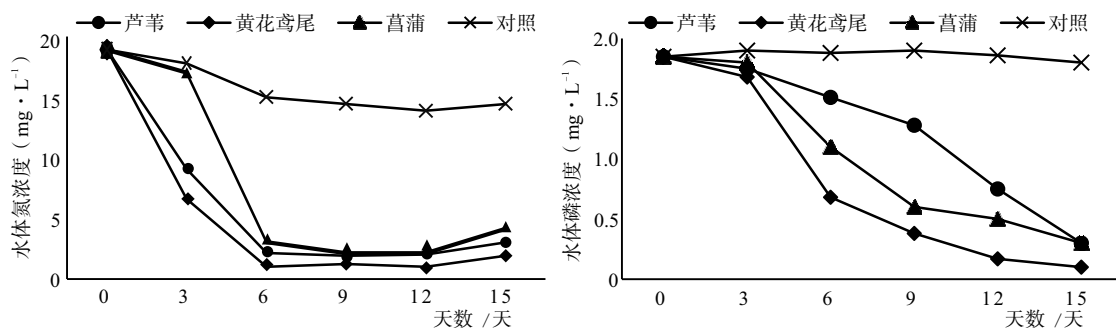 芦苇 黄花鸢尾 菖蒲 对照
20
15
10
5
0
水体氮浓度（mg·L⁻¹）
0 3 6 9 12 15
天数 /天
芦苇 黄花鸢尾 菖蒲 对照
2.0
1.5
1.0
0.5
0
水体磷浓度（mg·L⁻¹）
0 3 6 9 12 15
天数 /天